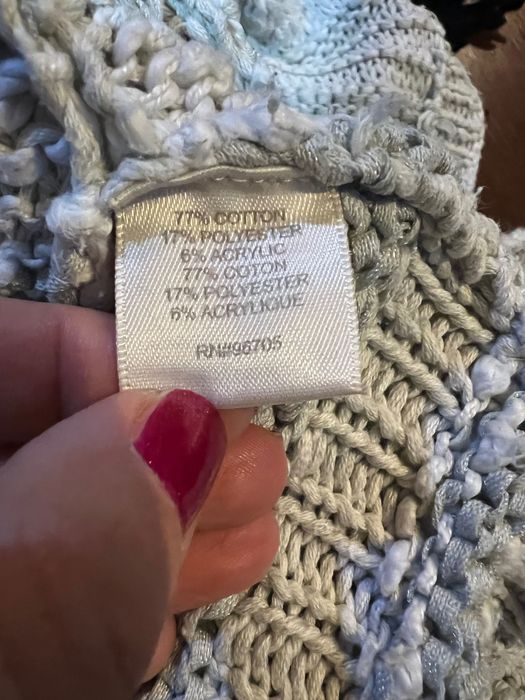 77% COTTON
17% POLYESTER
6% ACRYLIC
77% COTON
17% POLYESTER
6% ACRYLIQUE
RN#96705